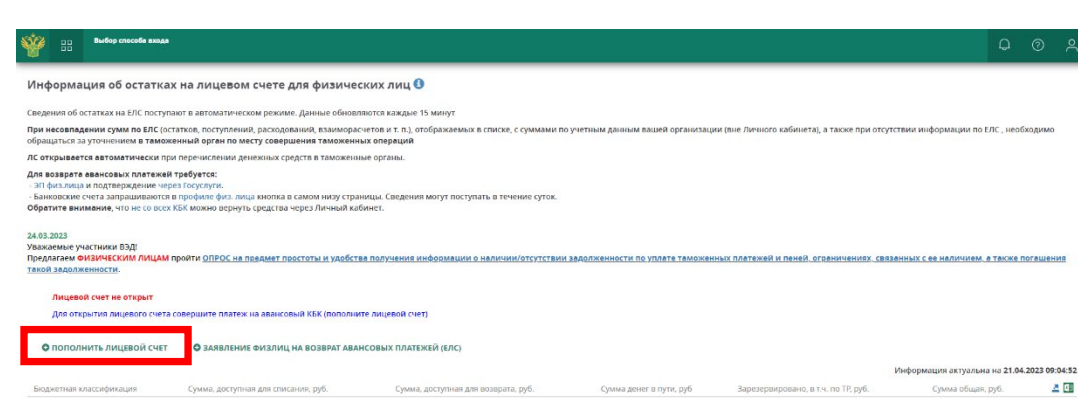 Выбор способа входа
Информация об остатках на лицевом счете для физических лиц
Сведения об остатках на ЕЛС поступают в автоматическом режиме. Данные обновляются каждые 15 минут
При несовпадении сумм по ЕЛС (остатков, поступлений, расходований, взаиморасчетов и т. п.), отображаемых в списке, с суммами по учетным данным вашей организации (вне Личного кабинета), а также при отсутствии информации по ЕЛС , необходимо
обращаться за уточнением в таможенный орган по месту совершения таможенных операций
ЛС открывается автоматически при перечислении денежных средств в таможенные органы.
Для возврата авансовых платежей требуется:
- ЭП физ.лица и подтверждение через Госуслуги.
- Банковские счета запрашиваются в профиле физ. лица кнопка в самом низу страницы. Сведения могут поступать в течение суток.
Обратите внимание, что не со всех КБК можно вернуть средства через Личный кабинет.
24.03.2023
Уважаемые участники ВЭД!
Предлагаем ФИЗИЧЕСКИМ ЛИЦАМ пройти ОПРОС на предмет простоты и удобства получения информации о наличии/отсутствии задолженности по уплате таможенных платежей и пеней, ограничениях, связанных с ее наличием, а также погашения
такой задолженности.
Лицевой счет не открыт
Для открытия лицевого счета совершите платеж на авансовый КБК (пополните лицевой счет)
ПОПОЛНИТЬ ЛИЦЕВОЙ СЧЕТ ЗАЯВЛЕНИЕ ФИЗЛИЦ НА ВОЗВРАТ АВАНСОВЫХ ПЛАТЕЖЕЙ (ЕЛС)
Информация актуальна на 21.04.2023 09:04:52
Бюджетная классификация Сумма, доступная для списания, руб. Сумма, доступная для возврата, руб. Сумма денег в пути, руб Зарезервировано, в т.ч. по ТР, руб. Сумма общая, руб.